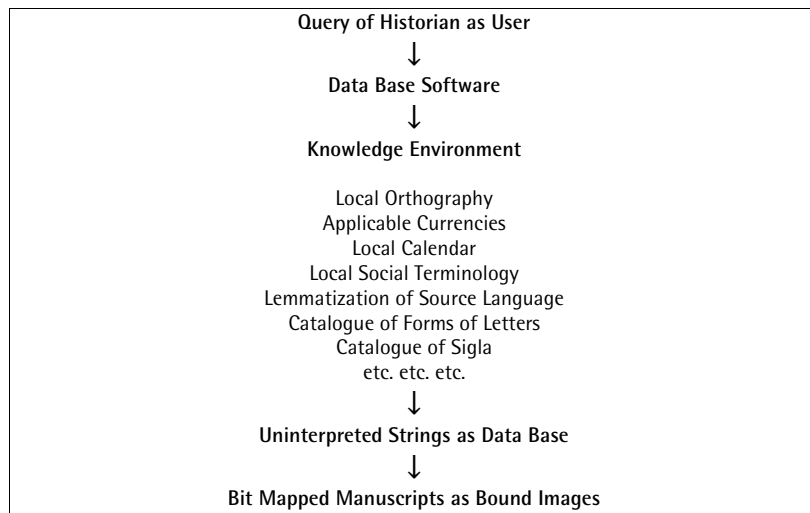 Query of Historian as User
↓
Data Base Software
↓
Knowledge Environment
Local Orthography
Applicable Currencies
Local Calendar
Local Social Terminology
Lemmatization of Source Language
Catalogue of Forms of Letters
Catalogue of Sigla
etc. etc. etc.
↓
Uninterpreted Strings as Data Base
↓
Bit Mapped Manuscripts as Bound Images